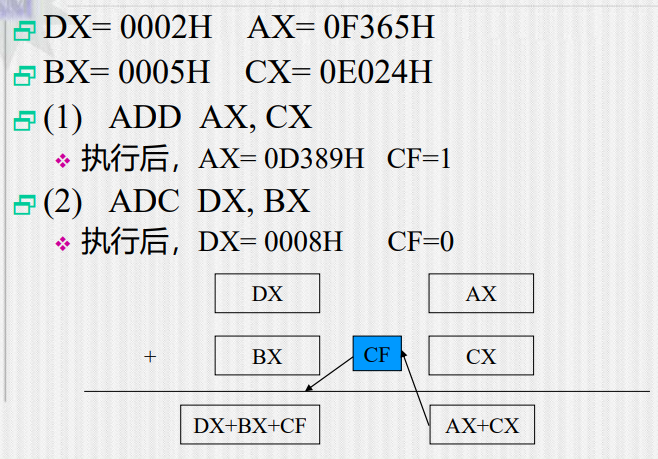 DX= 0002H AX= 0F365H
BX= 0005H CX= 0E024H
(1) ADD AX, CX
执行后，AX= 0D389H CF=1
(2) ADC DX, BX
执行后，DX= 0008H CF=0
DX AX
+ BX CF CX
DX+BX+CF AX+CX